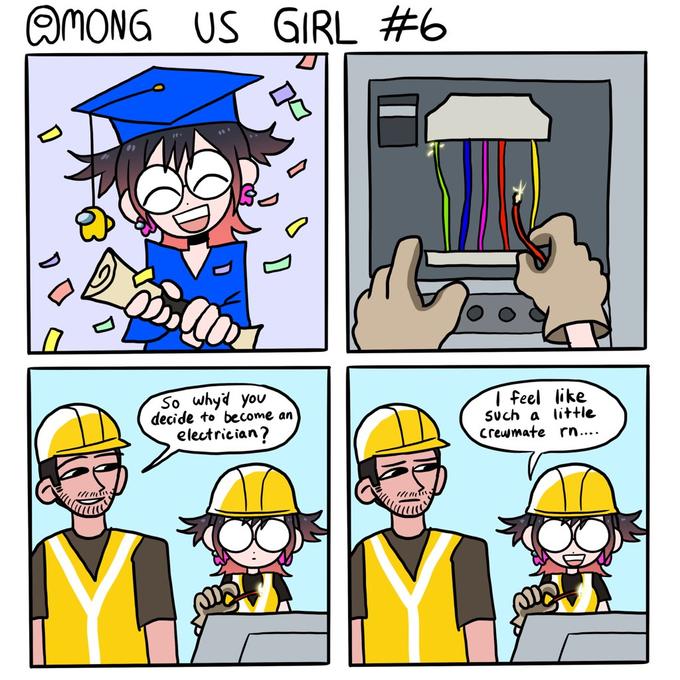 AMONG US GIRL #6
So why'd you
decide to become an
electrician?
I feel like
such a little
crewmate rn....